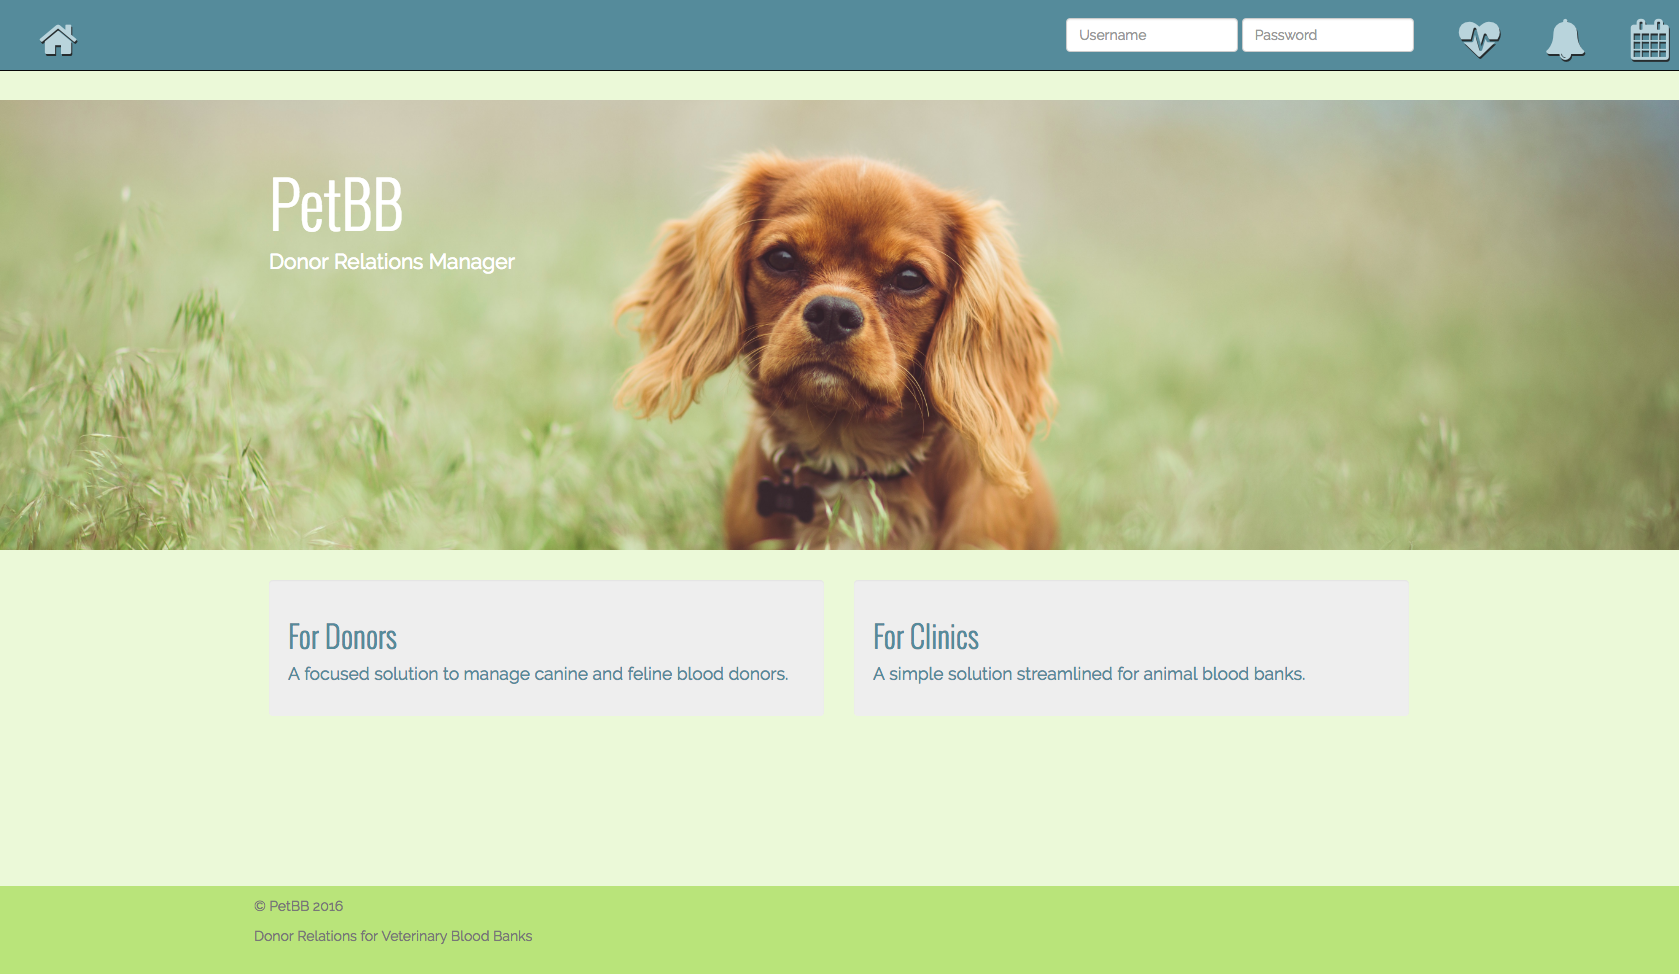 Username Password
PetBB
Donor Relations Manager
For Donors
A focused solution to manage canine and feline blood donors.
For Clinics
A simple solution streamlined for animal blood banks.
© PetBB 2016
Donor Relations for Veterinary Blood Banks